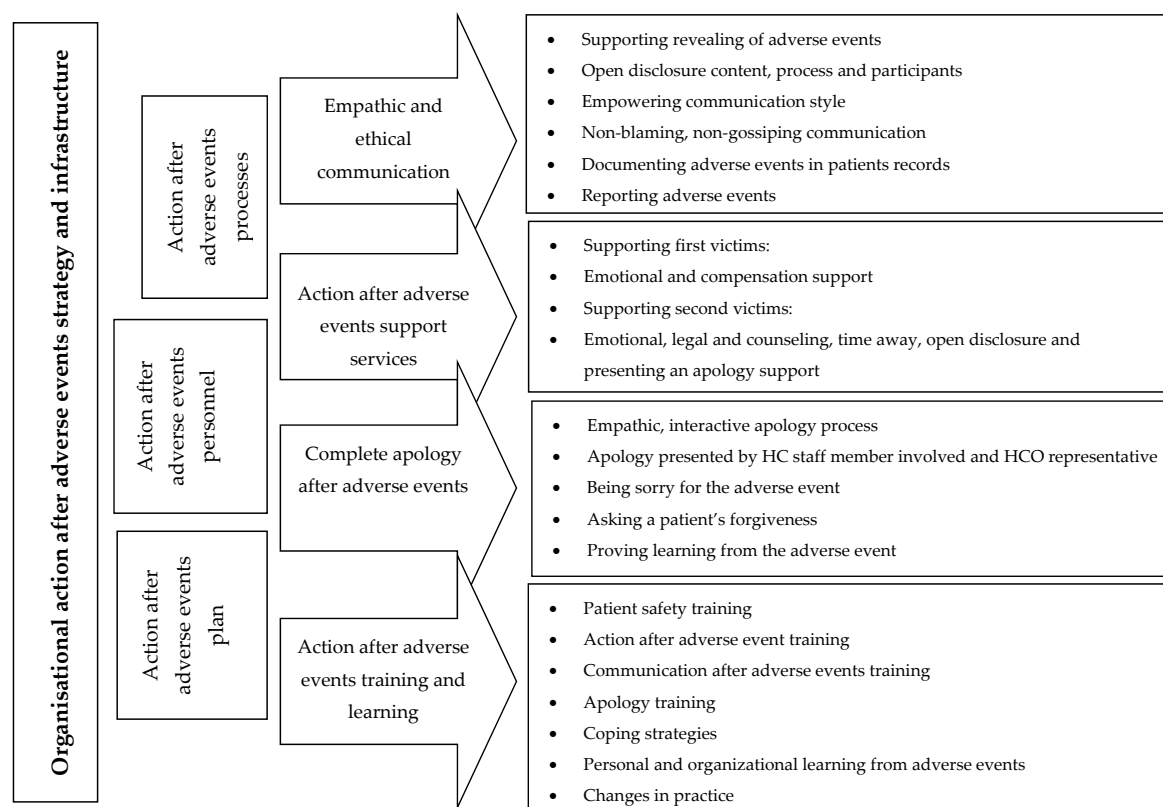 Organisational action after adverse events strategy and infrastructure
Action after
adverse events
processes
Action after
adverse events
personnel
Action after
adverse events
plan
Empathic and
ethical
communication
Action after adverse
events support
services
Complete apology
after adverse events
Action after adverse
events training and
learning
• Supporting revealing of adverse events
• Open disclosure content, process and participants
• Empowering communication style
• Non-blaming, non-gossiping communication
• Documenting adverse events in patients records
• Reporting adverse events
• Supporting first victims:
• Emotional and compensation support
• Supporting second victims:
• Emotional, legal and counseling, time away, open disclosure and
presenting an apology support
• Empathic, interactive apology process
• Apology presented by HC staff member involved and HCO representative
• Being sorry for the adverse event
• Asking a patient’s forgiveness
• Proving learning from the adverse event
• Patient safety training
• Action after adverse event training
• Communication after adverse events training
• Apology training
• Coping strategies
• Personal and organizational learning from adverse events
• Changes in practice